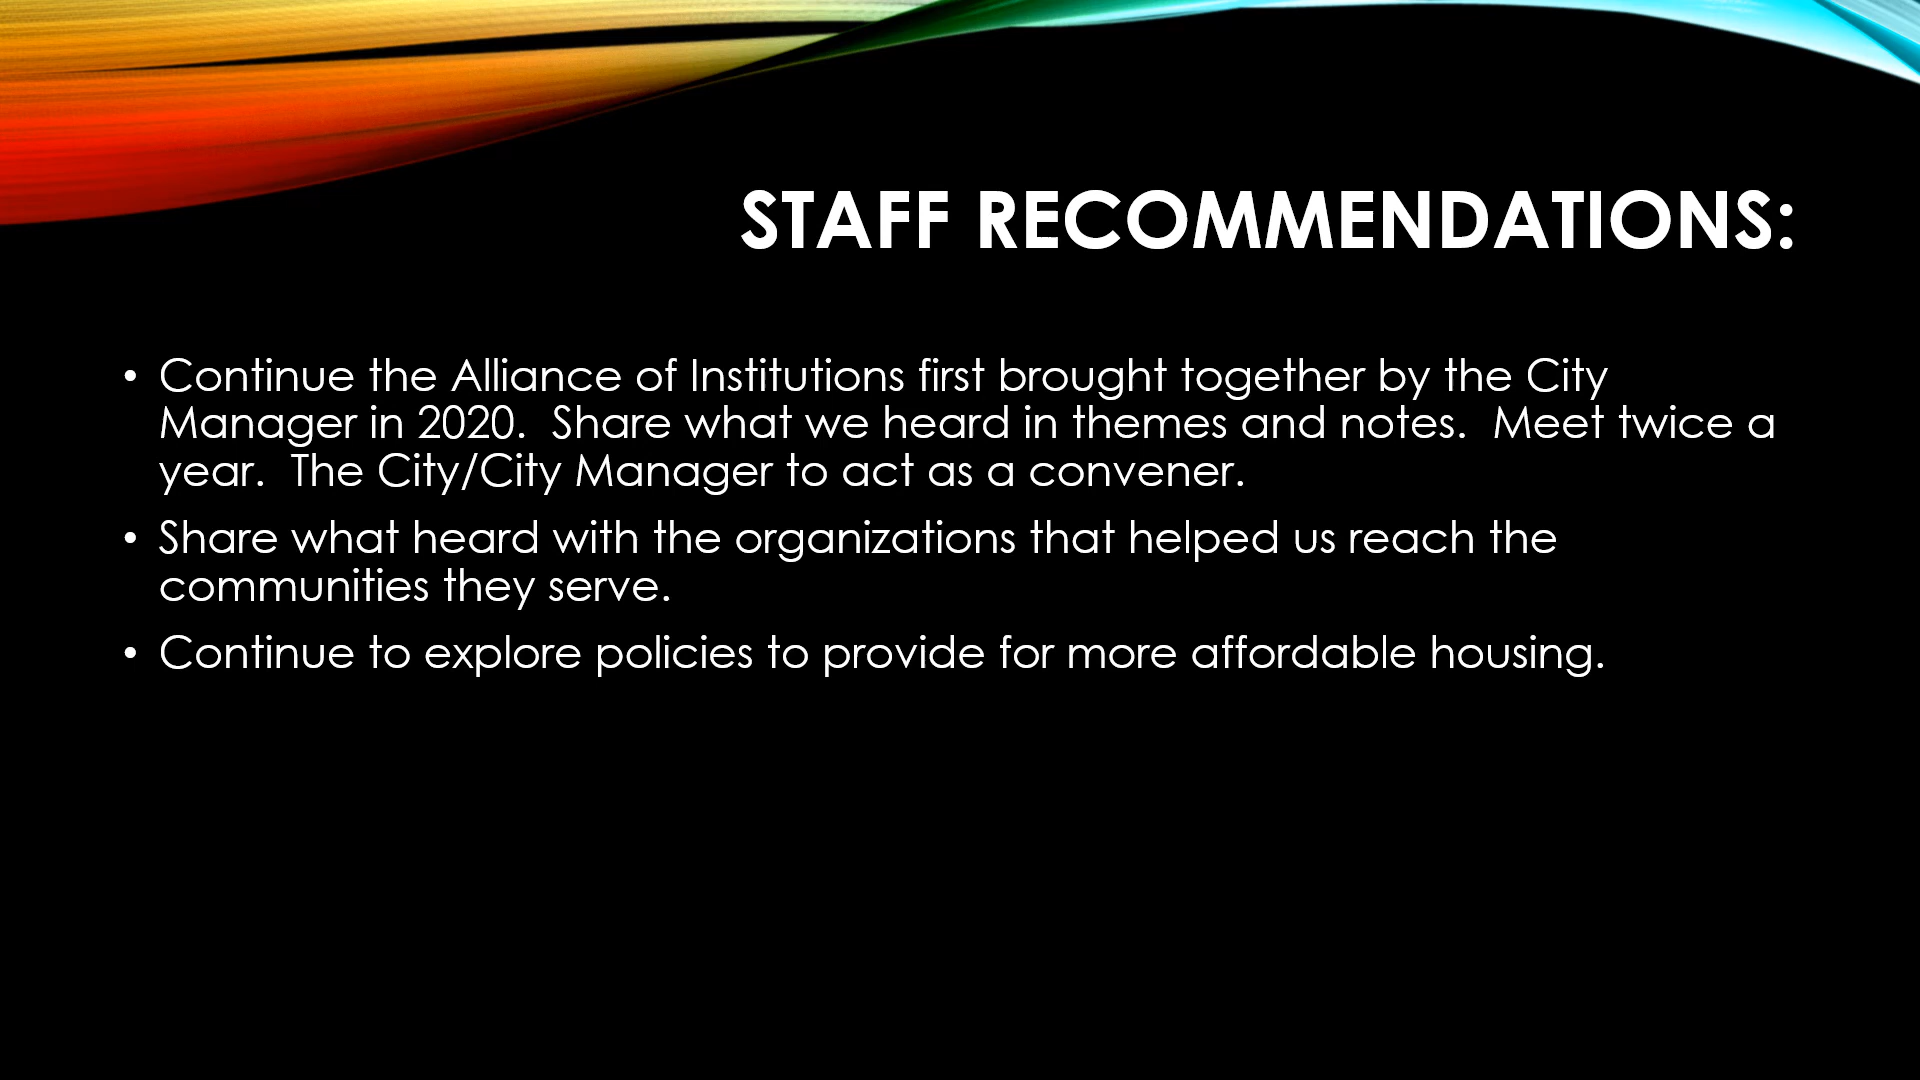 STAFF RECOMMENDATIONS:
• Continue the Alliance of Institutions first brought together by the City
Manager in 2020.  Share what we heard in themes and notes.  Meet twice a
year.  The City/City Manager to act as a convener.
• Share what heard with the organizations that helped us reach the
communities they serve.
• Continue to explore policies to provide for more affordable housing.